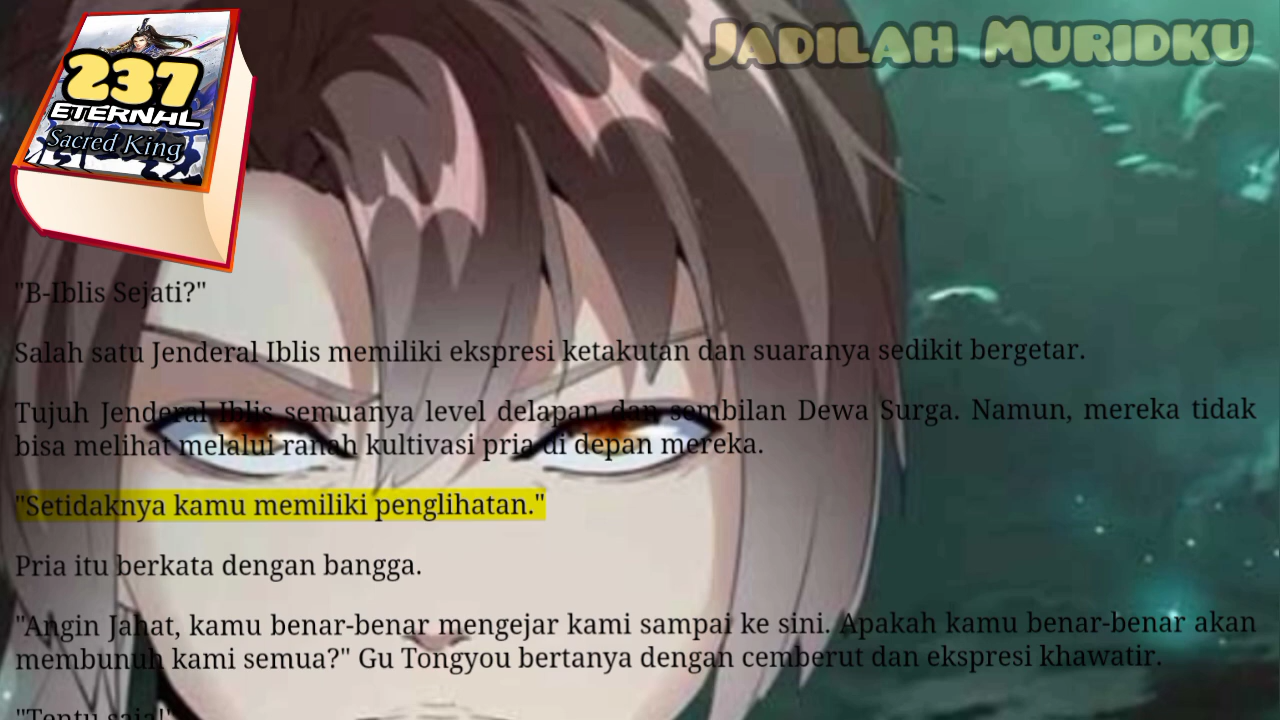 JADILAH MURIDKU
237
ETERNAL
Sacred King
"B-Iblis Sejati?"
Salah satu Jenderal Iblis memiliki ekspresi ketakutan dan suaranya sedikit bergetar.
Tujuh Jenderal Iblis semuanya level delapan dan sembilan Dewa Surga. Namun, mereka tidak
bisa melihat melalui ranah kultivasi pria di depan mereka.
"Setidaknya kamu memiliki penglihatan."
Pria itu berkata dengan bangga.
"Angin Jahat, kamu benar-benar mengejar kami sampai ke sini. Apakah kamu benar-benar akan
membunuh kami semua?" Gu Tongyou bertanya dengan cemberut dan ekspresi khawatir.
"Tentu saja!"